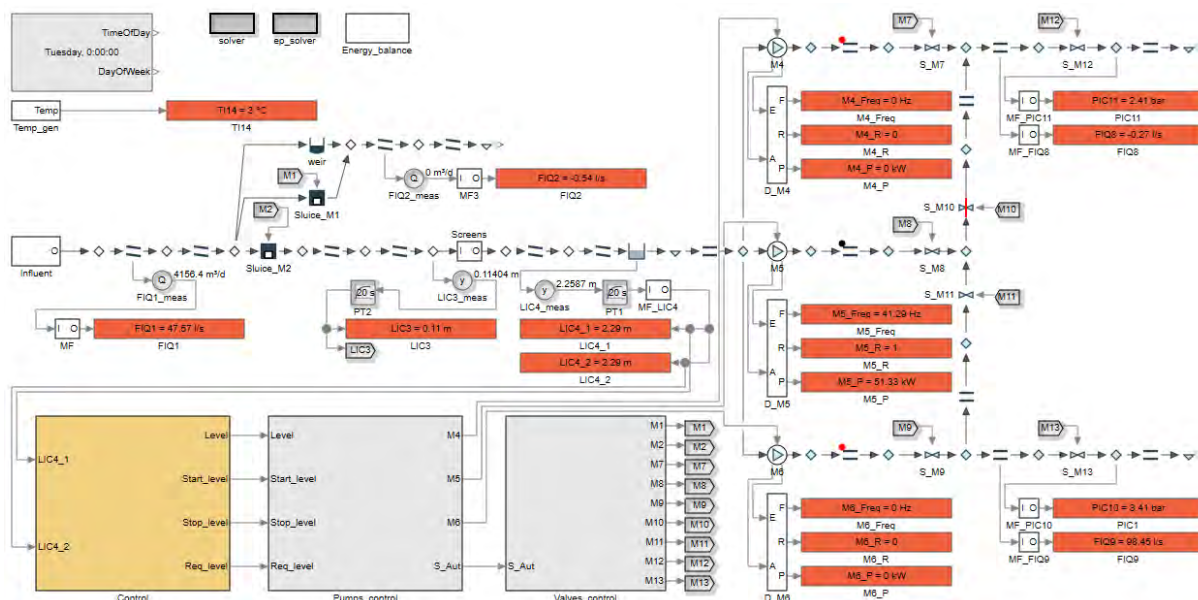 TimeOfDay
Tuesday, 0:00:00
DayOfWeek
solver
ep_solver
Energy_balance
Temp
Temp_gen
TI14 = 2 °C
TI14
weir
M1
Sluice_M1
M2
Sluice_M2
Q
0 m³/d
FIQ2_meas
I O
MF3
FIQ2 = -0.54 l/s
FIQ2
O
Influent
Screens
I O
Q
4156.4 m³/d
FIQ1_meas
I O
MF
FIQ1 = 47.57 l/s
FIQ1
20 s
PT2
y
0.11404 m
LIC3_meas
LIC3 = 0.11 m
LIC3
LIC3
y
2.2587 m
LIC4_meas
20 s
PT1
I O
MF_LIC4
LIC4_1 = 2.29 m
LIC4_1
LIC4_2 = 2.29 m
LIC4_2
M4
M7
S_M7
M12
S_M12
E
A
F
R
P
D_M4
M4_Freq = 0 Hz
M4_Freq
M4_R = 0
M4_R
M4_P = 0 kW
M4_P
I O
MF_PIC11
PIC11 = 2.41 bar
PIC11
I O
MF_FIQ8
FIQ8 = -0.27 l/s
FIQ8
S_M10
M10
M5
M8
S_M8
S_M11
M11
E
A
F
R
P
D_M5
M5_Freq = 41.29 Hz
M5_Freq
M5_R = 1
M5_R
M5_P = 51.33 kW
M5_P
M6
M9
S_M9
M13
S_M13
E
A
F
R
P
D_M6
M6_Freq = 0 Hz
M6_Freq
M6_R = 0
M6_R
M6_P = 0 kW
M6_P
I O
MF_PIC10
PIC10 = 3.41 bar
PIC1
I O
MF_FIQ9
FIQ9 = 98.45 l/s
FIQ9
LIC4_1
LIC4_2
Level
Start_level
Stop_level
Req_level
Control
Level
Start_level
Stop_level
Req_level
M4
M5
M6
S_Aut
Pumps_control
S_Aut
M1
M2
M7
M8
M9
M10
M11
M12
M13
Valves_control
M1
M2
M7
M8
M9
M10
M11
M12
M13